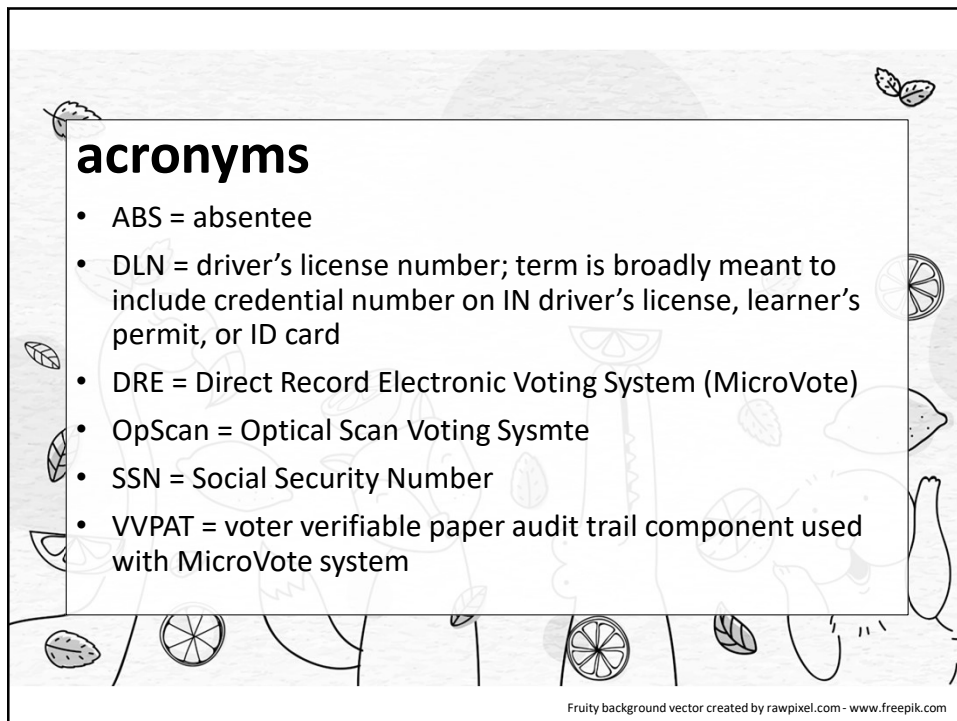 acronyms
• ABS = absentee
• DLN = driver’s license number; term is broadly meant to
include credential number on IN driver’s license, learner’s
permit, or ID card
• DRE = Direct Record Electronic Voting System (MicroVote)
• OpScan = Optical Scan Voting Sysmte
• SSN = Social Security Number
• VVPAT = voter verifiable paper audit trail component used
with MicroVote system
Fruity background vector created by rawpixel.com - www.freepik.com